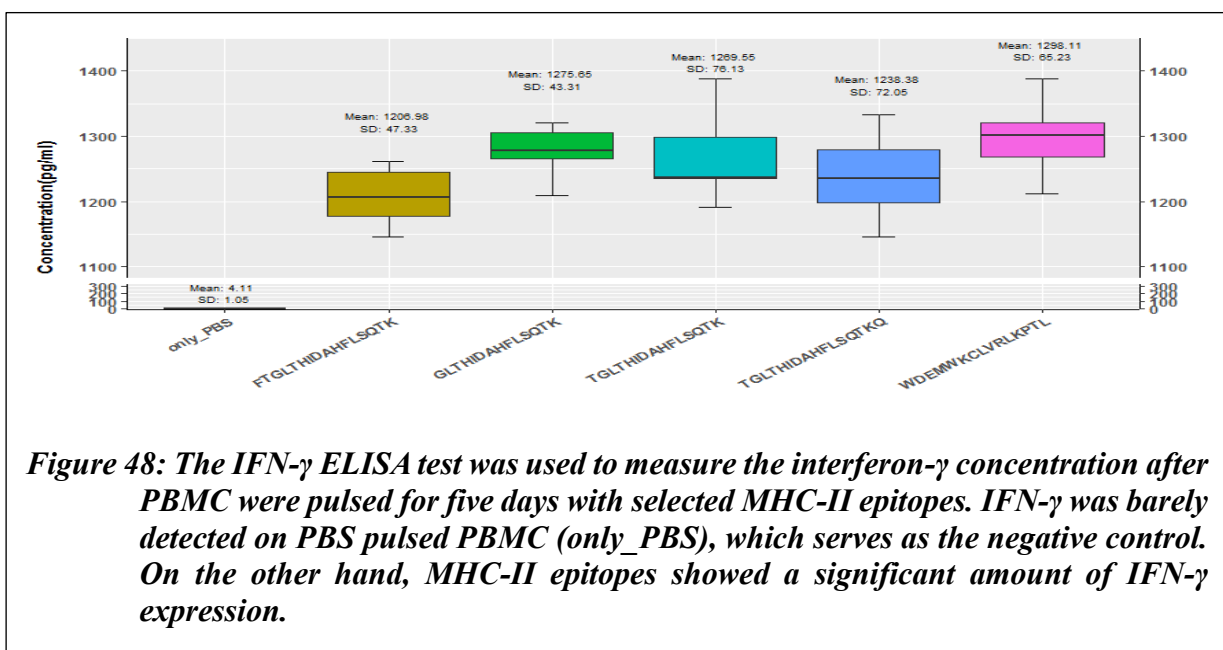 Concentration(pg/ml)
1400
1300
1200
1100
300
200
100
0
Mean: 4.11
SD: 1.05
Mean: 1206.98
SD: 47.33
Mean: 1275.65
SD: 43.31
Mean: 1269.55
SD: 76.13
Mean: 1238.38
SD: 72.05
Mean: 1298.11
SD: 65.23
1400
1300
1200
1100
300
200
100
0
only_PBS
FTGLTHIDAHFLSQTK
GLTHIDAHFLSQTK
TGLTHIDAHFLSQTK
TGLTHIDAHFLSQTKQ
WDEMWKCLVRLKPTL
Figure 48: The IFN-γ ELISA test was used to measure the interferon-γ concentration after
PBMC were pulsed for five days with selected MHC-II epitopes. IFN-γ was barely
detected on PBS pulsed PBMC (only_PBS), which serves as the negative control.
On the other hand, MHC-II epitopes showed a significant amount of IFN-γ
expression.